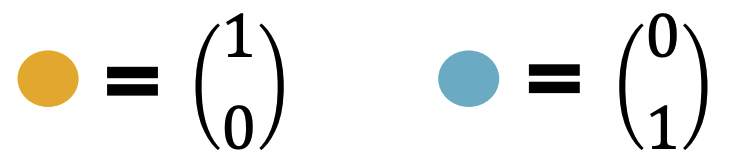 = (1 0) = (0 1)